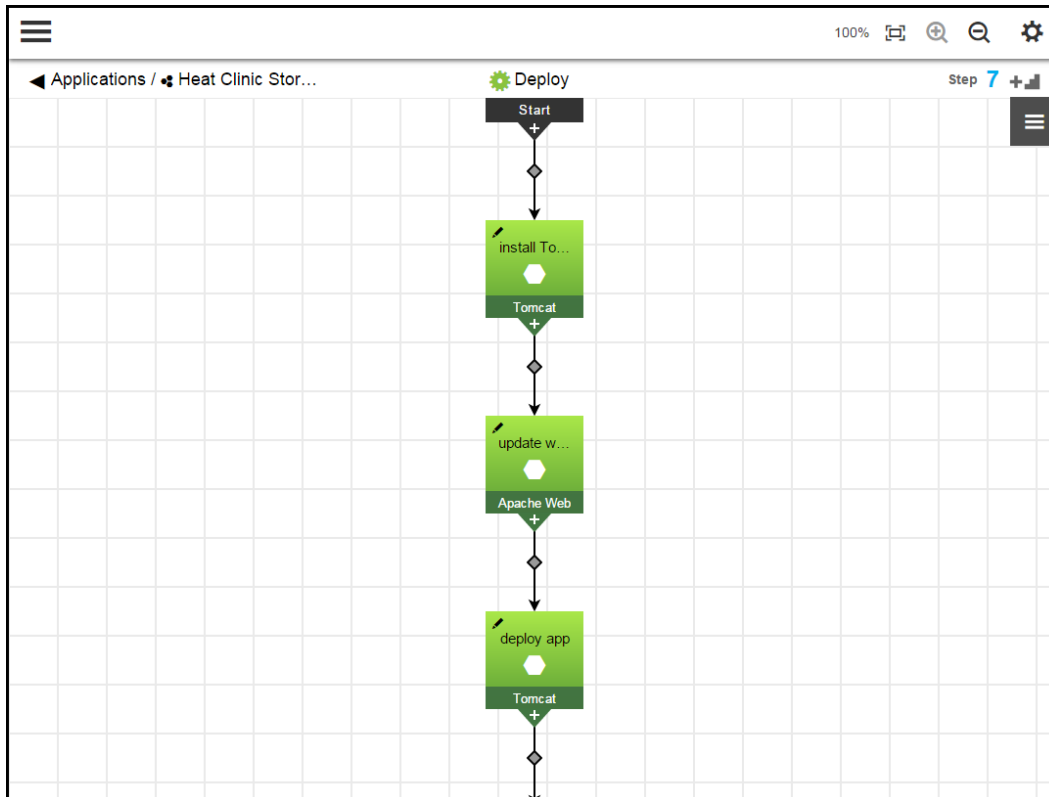 100%
Applications / Heat Clinic Stor...
Deploy
Step 7
Start
install To...
Tomcat
update w...
Apache Web
deploy app
Tomcat